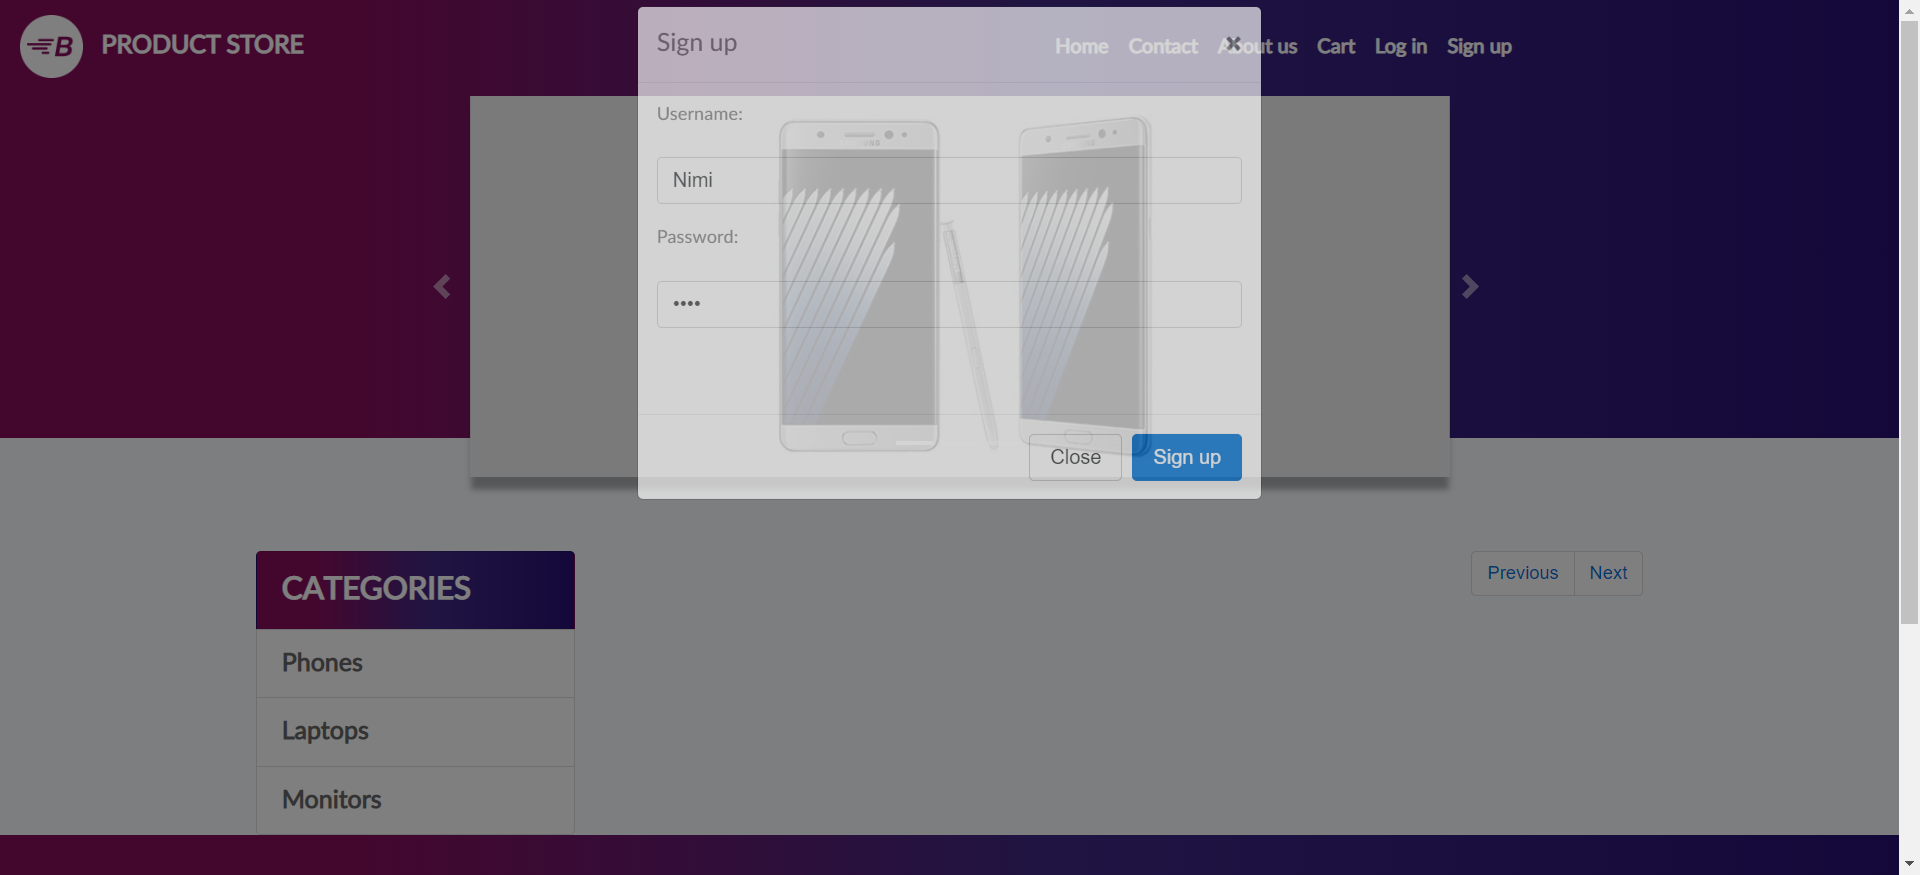 B PRODUCT STORE
Home Contact About us Cart Log in Sign up
Sign up
×
Username:
Nimi
Password:
••••
Close Sign up
CATEGORIES
Phones
Laptops
Monitors
Previous Next